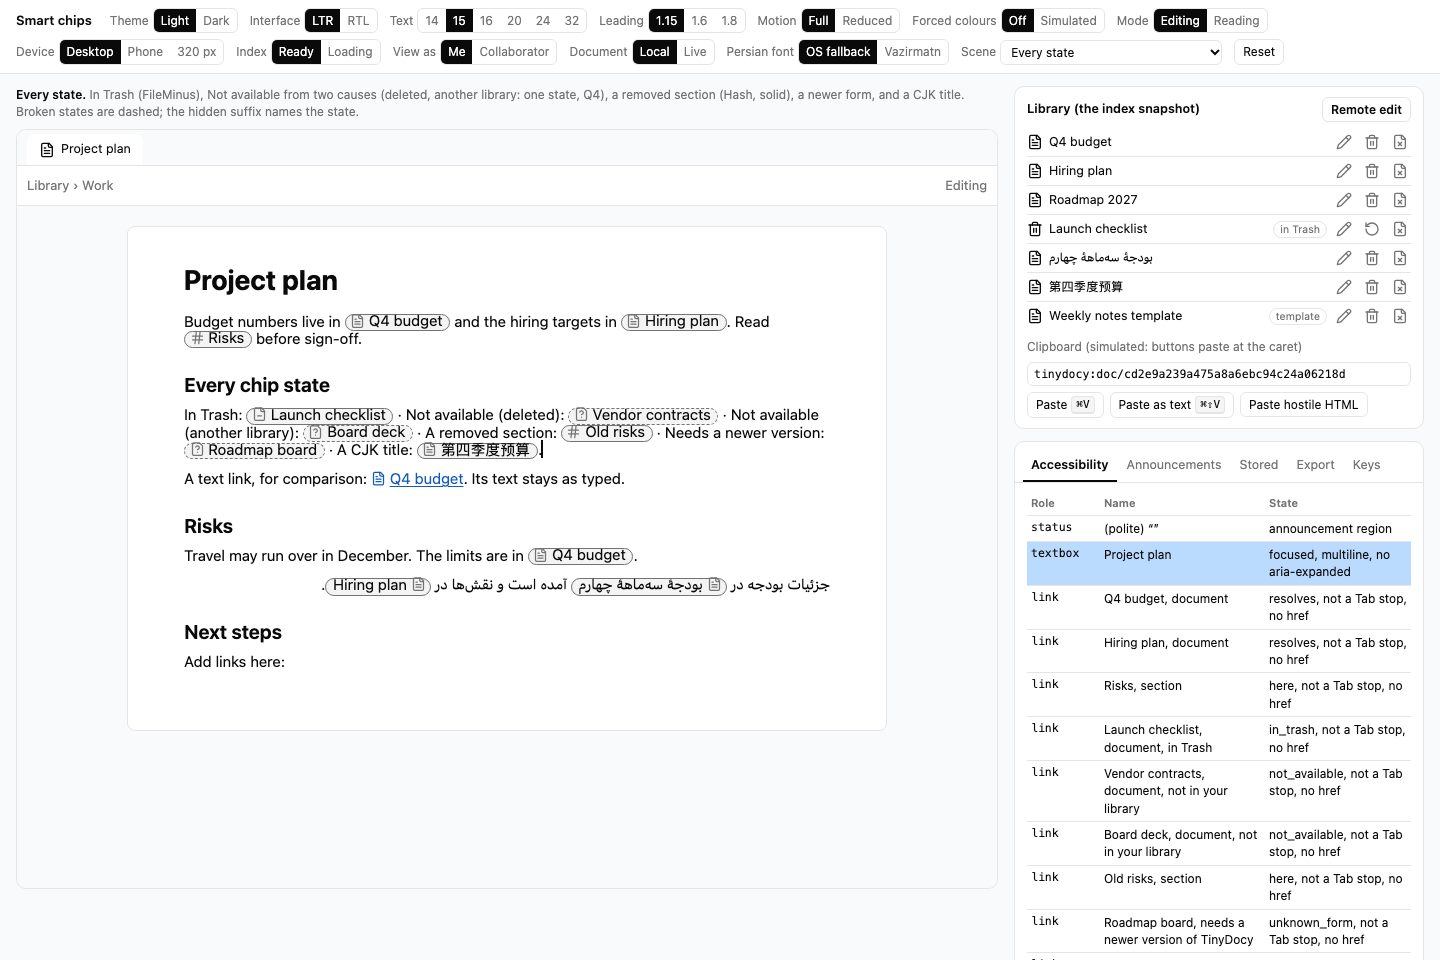 Smart chips Theme Light Dark Interface LTR RTL Text 14 15 16 20 24 32 Leading 1.15 1.6 1.8 Motion Full Reduced Forced colours Off Simulated Mode Editing Reading
Device Desktop Phone 320 px Index Ready Loading View as Me Collaborator Document Local Live Persian font OS fallback Vazirmatn Scene Every state Reset
Every state. In Trash (FileMinus), Not available from two causes (deleted, another library: one state, Q4), a removed section (Hash, solid), a newer form, and a CJK title.
Broken states are dashed; the hidden suffix names the state.
Project plan
Library › Work Editing
Project plan
Budget numbers live in Q4 budget and the hiring targets in Hiring plan. Read
# Risks before sign-off.
Every chip state
In Trash: Launch checklist · Not available (deleted): Vendor contracts · Not available
(another library): Board deck · A removed section: # Old risks · Needs a newer version:
Roadmap board · A CJK title: 第四季度预算.
A text link, for comparison: Q4 budget. Its text stays as typed.
Risks
Travel may run over in December. The limits are in Q4 budget.
جزئیات بودجه در بودجهٔ سه‌ماههٔ چهارم آمده است و نقش‌ها در Hiring plan.
Next steps
Add links here:
Library (the index snapshot) Remote edit
Q4 budget
Hiring plan
Roadmap 2027
Launch checklist in Trash
بودجهٔ سه‌ماههٔ چهارم
第四季度预算
Weekly notes template template
Clipboard (simulated: buttons paste at the caret)
tinydocy:doc/cd2e9a239a475a8a6ebc94c24a06218d
Paste ⌘V Paste as text ⌘⇧V Paste hostile HTML
Accessibility Announcements Stored Export Keys
Role Name State
status (polite) “” announcement region
textbox Project plan focused, multiline, no
aria-expanded
link Q4 budget, document resolves, not a Tab stop,
no href
link Hiring plan, document resolves, not a Tab stop,
no href
link Risks, section here, not a Tab stop, no
href
link Launch checklist, in_trash, not a Tab stop,
document, in Trash no href
link Vendor contracts, not_available, not a Tab
document, not in your stop, no href
library
link Board deck, document, not not_available, not a Tab
in your library stop, no href
link Old risks, section here, not a Tab stop, no
href
link Roadmap board, needs a unknown_form, not a
newer version of TinyDocy Tab stop, no href